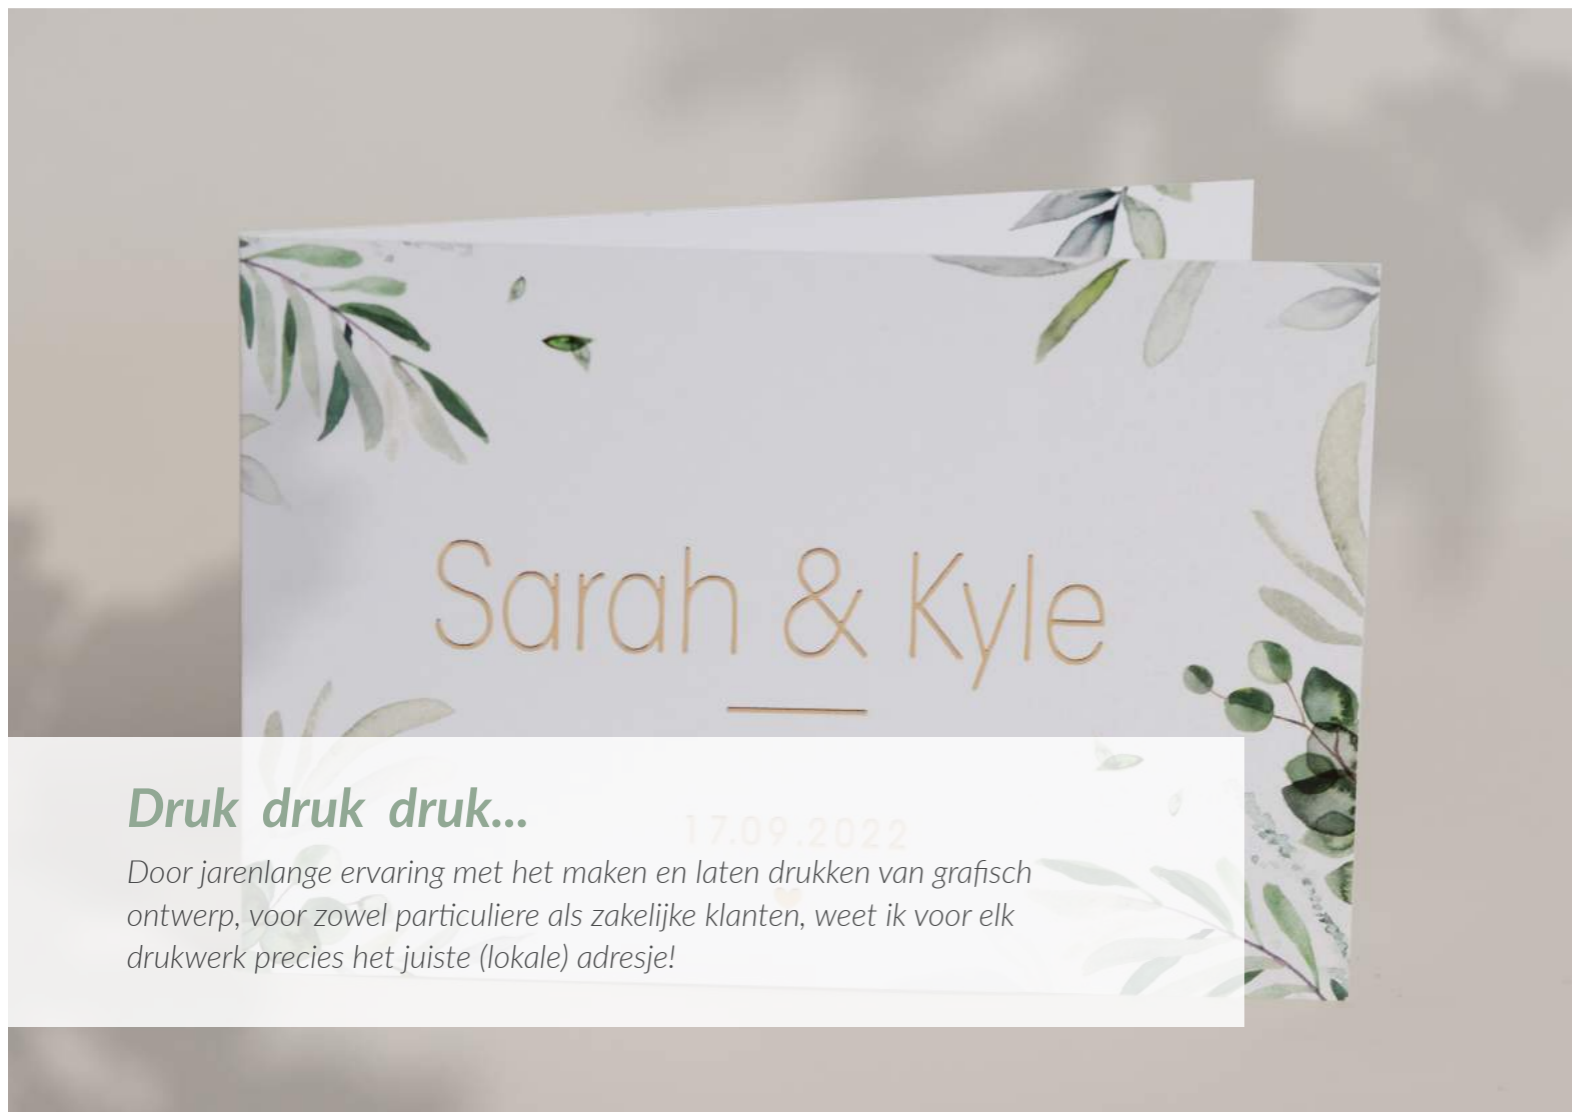 Sarah & Kyle
Druk druk druk...
17.09.2022
Door jarenlange ervaring met het maken en laten drukken van grafisch
ontwerp, voor zowel particuliere als zakelijke klanten, weet ik voor elk
drukwerk precies het juiste (lokale) adresje!